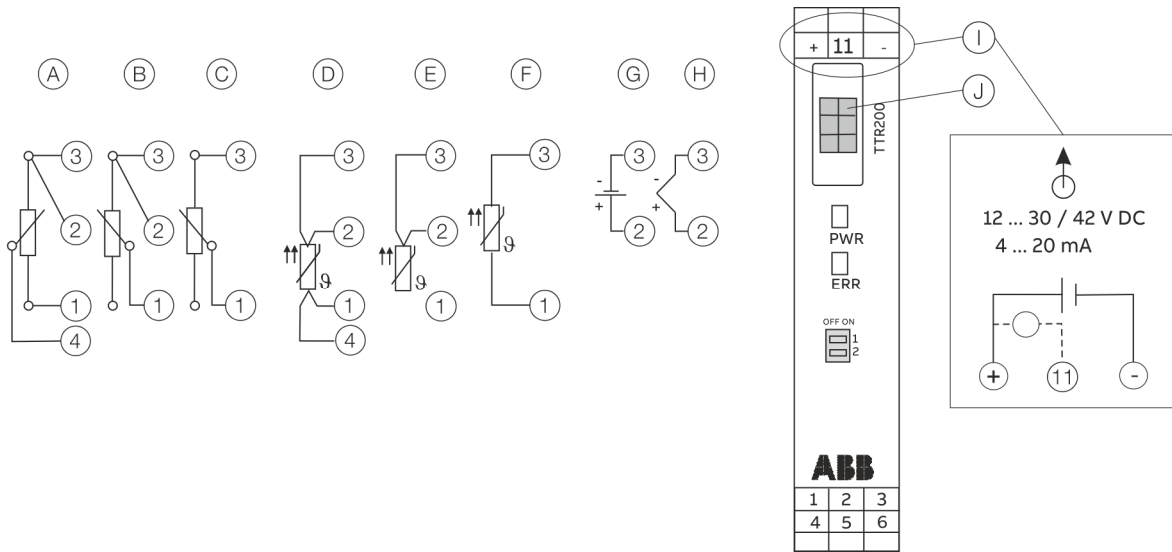 A B C D E F G H
3 3 3 3 3 3 3 3
2 2 2 2 2 2
ϑ ϑ ϑ
1 1 1 1 1 1
4 4
- +
- +
+ 11 -
I
J
TTR200
PWR
ERR
OFF ON
1
2
ABB
1 2 3
4 5 6
12 ... 30 / 42 V DC
4 ... 20 mA
+ 11 -